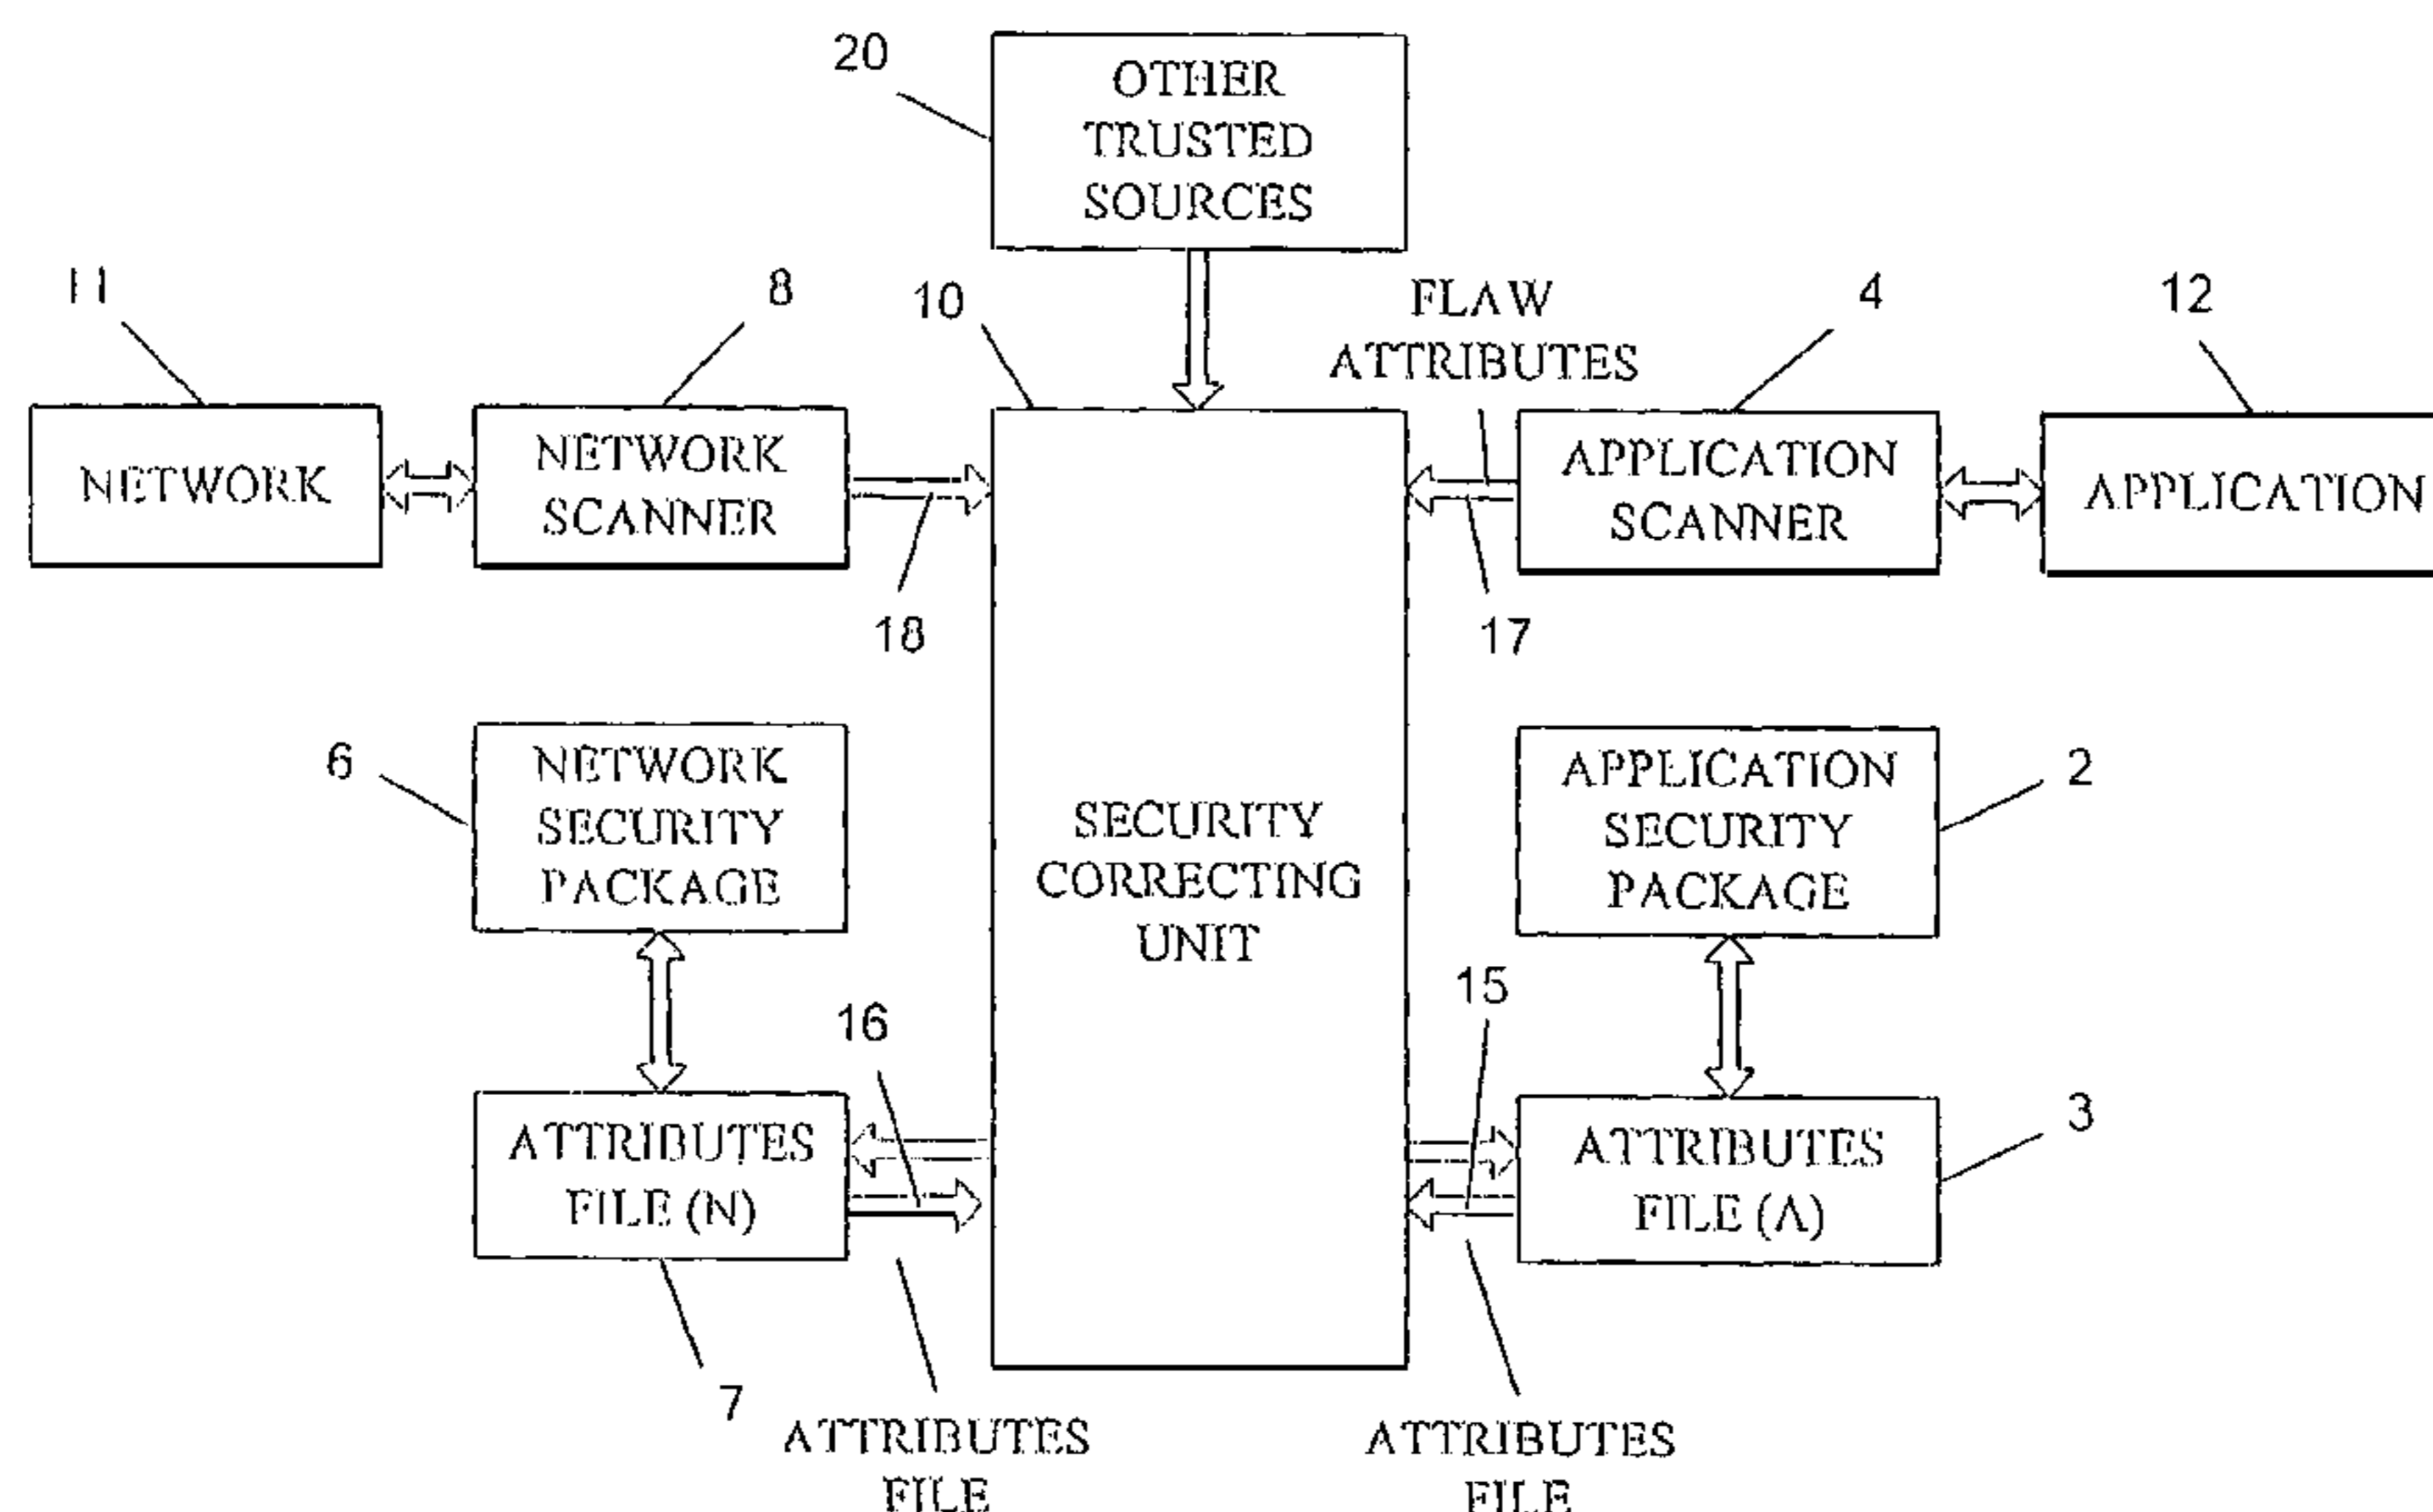 20
OTHER
TRUSTED
SOURCES
11
8
10
FLAW
ATTRIBUTES
4
12
NETWORK
NETWORK
SCANNER
APPLICATION
SCANNER
APPLICATION
18
17
6
NETWORK
SECURITY
PACKAGE
SECURITY
CORRECTING
UNIT
APPLICATION
SECURITY
PACKAGE
2
16
15
ATTRIBUTES
FILE (N)
ATTRIBUTES
FILE (A)
3
7
ATTRIBUTES
FILE
ATTRIBUTES
FILE